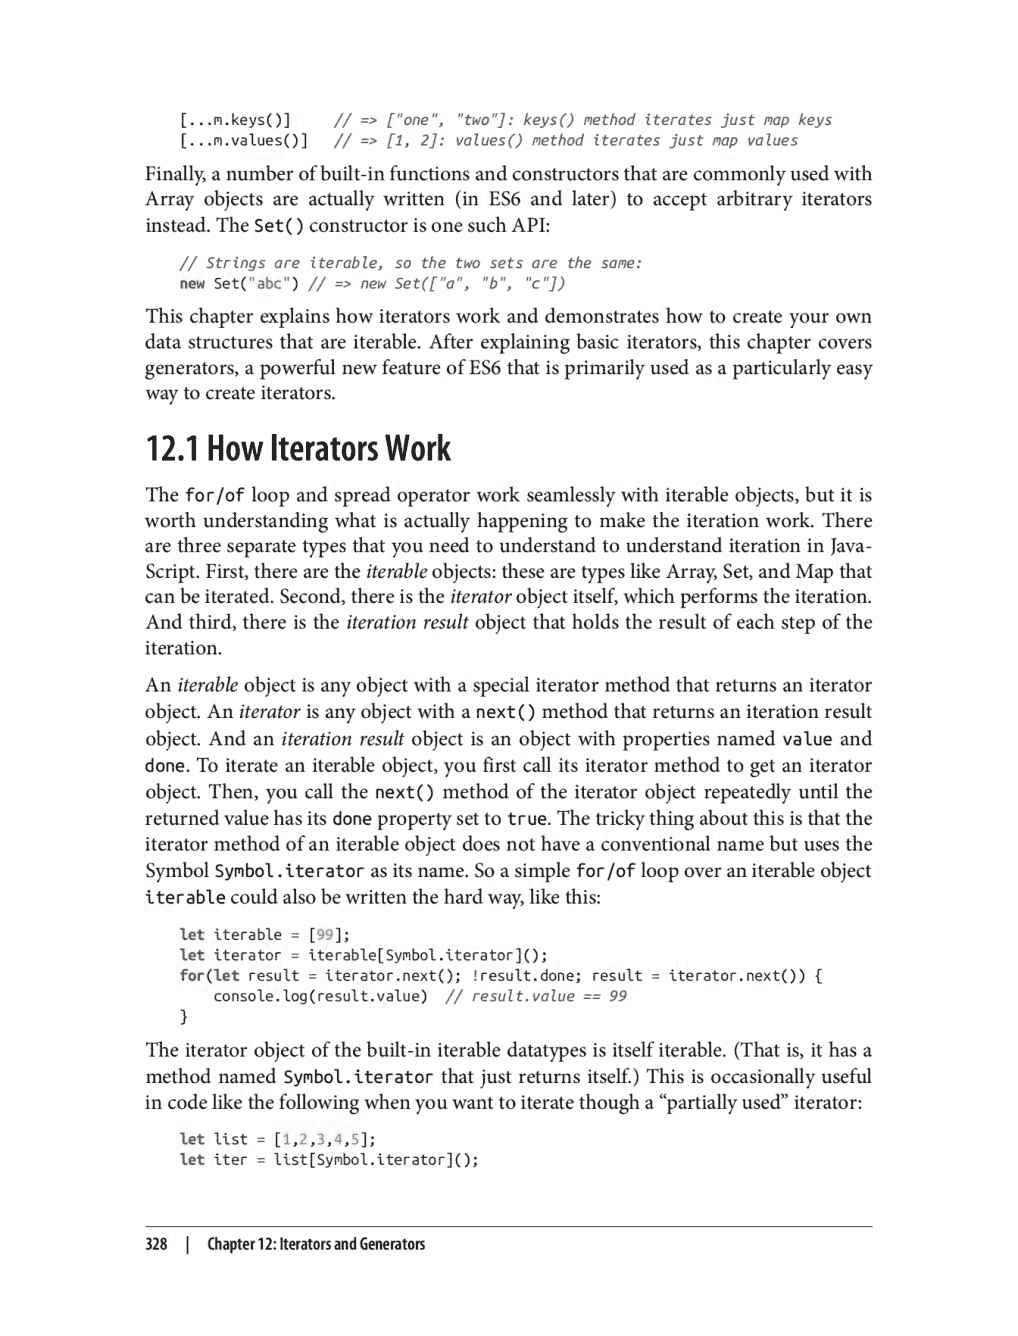 [...m.keys()]     // => ["one", "two"]: keys() method iterates just map keys
[...m.values()]   // => [1, 2]: values() method iterates just map values
Finally, a number of built-in functions and constructors that are commonly used with
Array objects are actually written (in ES6 and later) to accept arbitrary iterators
instead. The Set() constructor is one such API:
// Strings are iterable, so the two sets are the same:
new Set("abc") // => new Set(["a", "b", "c"])
This chapter explains how iterators work and demonstrates how to create your own
data structures that are iterable. After explaining basic iterators, this chapter covers
generators, a powerful new feature of ES6 that is primarily used as a particularly easy
way to create iterators.
12.1 How Iterators Work
The for/of loop and spread operator work seamlessly with iterable objects, but it is
worth understanding what is actually happening to make the iteration work. There
are three separate types that you need to understand to understand iteration in Java-
Script. First, there are the iterable objects: these are types like Array, Set, and Map that
can be iterated. Second, there is the iterator object itself, which performs the iteration.
And third, there is the iteration result object that holds the result of each step of the
iteration.
An iterable object is any object with a special iterator method that returns an iterator
object. An iterator is any object with a next() method that returns an iteration result
object. And an iteration result object is an object with properties named value and
done. To iterate an iterable object, you first call its iterator method to get an iterator
object. Then, you call the next() method of the iterator object repeatedly until the
returned value has its done property set to true. The tricky thing about this is that the
iterator method of an iterable object does not have a conventional name but uses the
Symbol Symbol.iterator as its name. So a simple for/of loop over an iterable object
iterable could also be written the hard way, like this:
let iterable = [99];
let iterator = iterable[Symbol.iterator]();
for(let result = iterator.next(); !result.done; result = iterator.next()) {
    console.log(result.value)  // result.value == 99
}
The iterator object of the built-in iterable datatypes is itself iterable. (That is, it has a
method named Symbol.iterator that just returns itself.) This is occasionally useful
in code like the following when you want to iterate though a “partially used” iterator:
let list = [1,2,3,4,5];
let iter = list[Symbol.iterator]();
328 | Chapter 12: Iterators and Generators